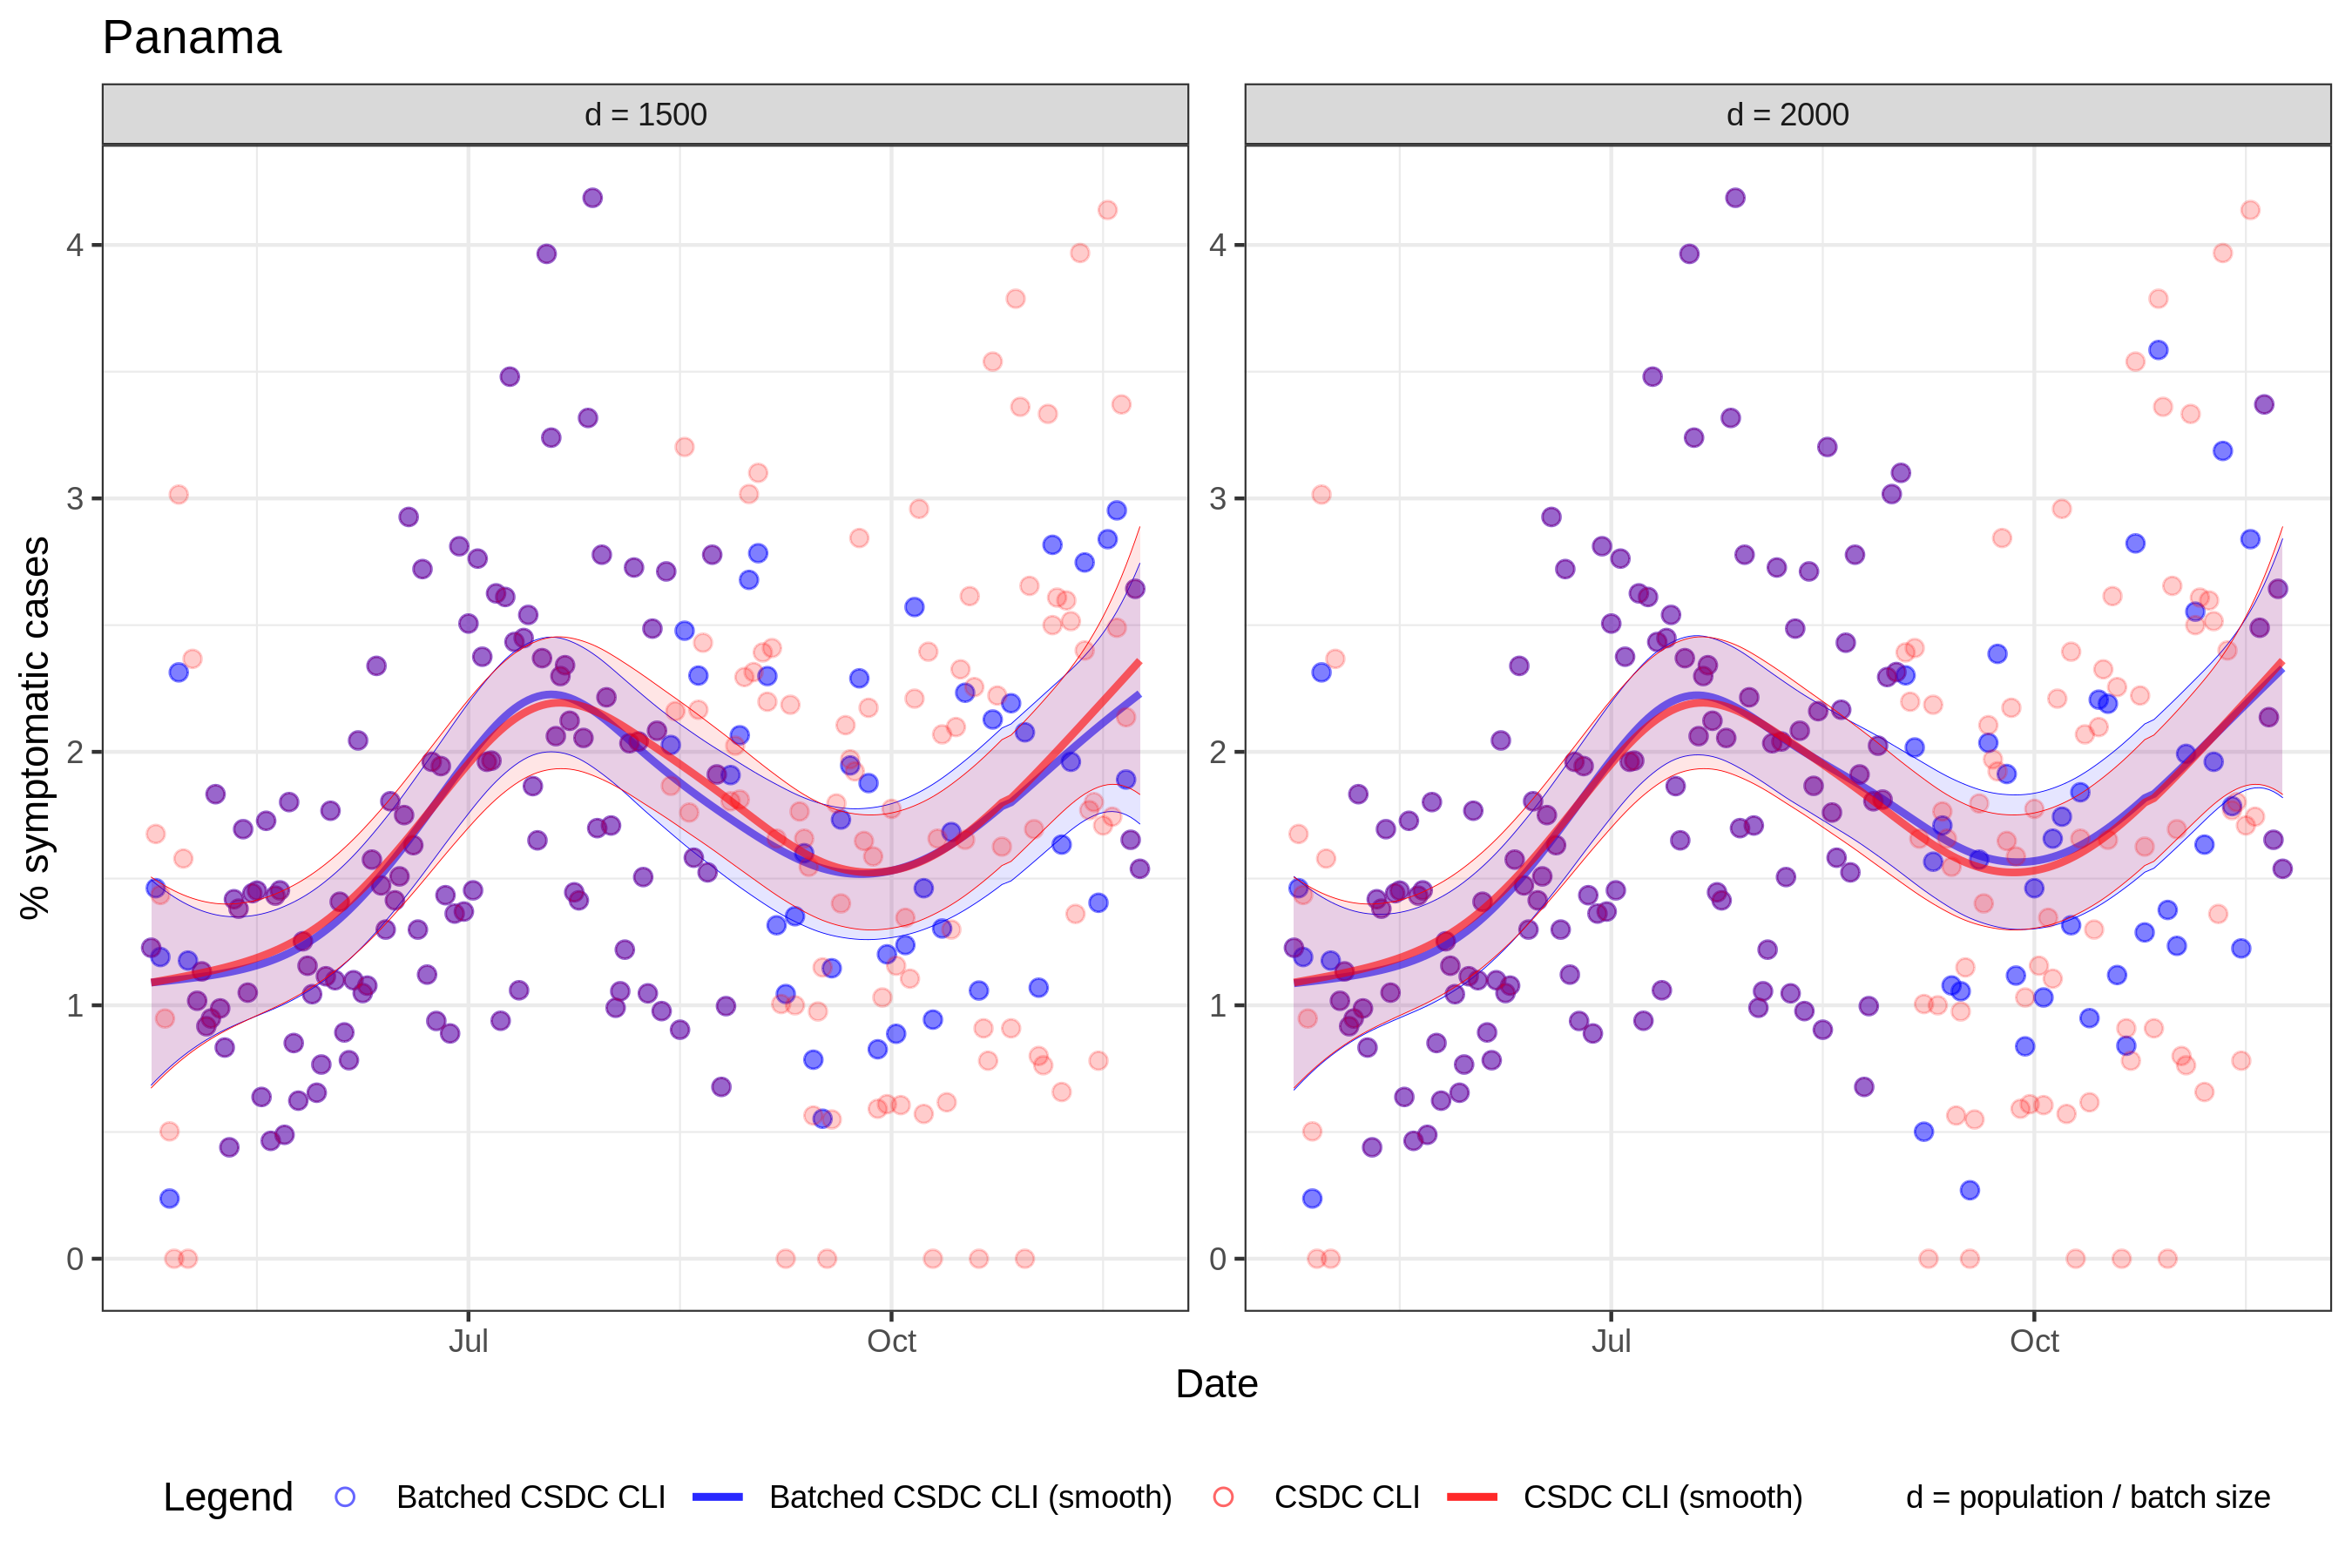 Panama
d = 1500
d = 2000
% symptomatic cases
4
3
2
1
0
4
3
2
1
0
Jul
Oct
Jul
Oct
Date
Legend
Batched CSDC CLI
Batched CSDC CLI (smooth)
CSDC CLI
CSDC CLI (smooth)
d = population / batch size